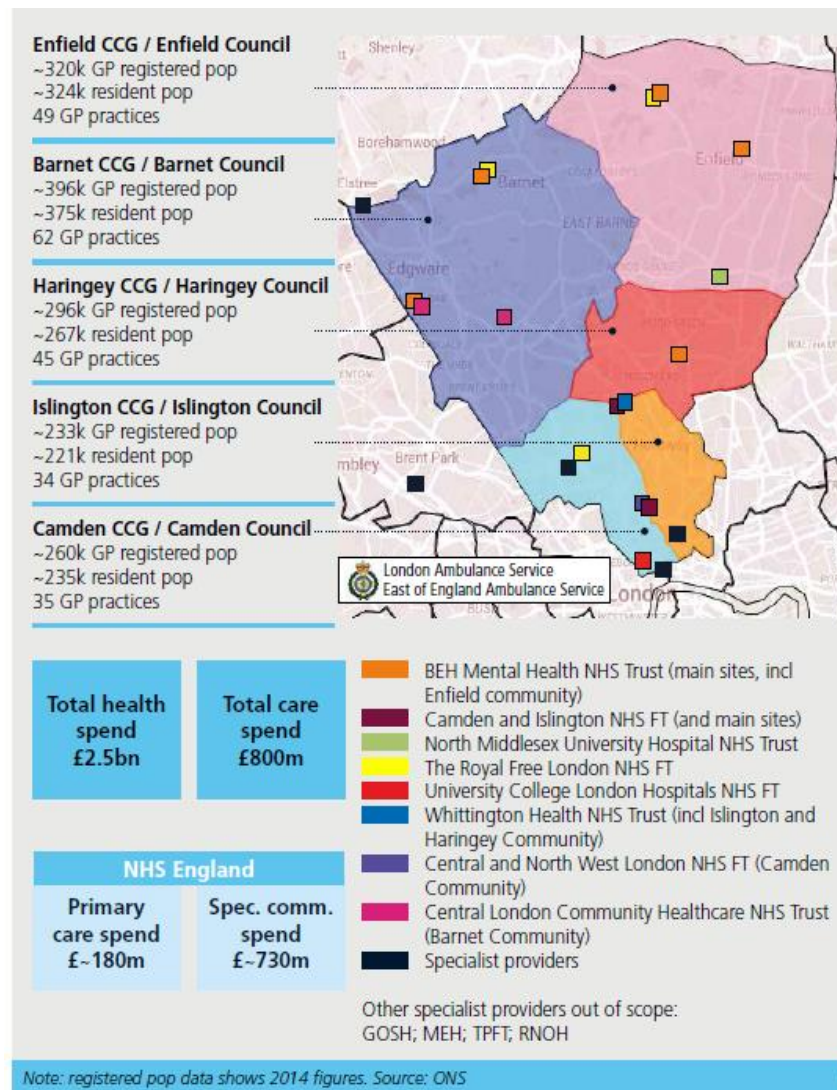 Enfield CCG / Enfield Council
~320k GP registered pop
~324k resident pop
49 GP practices
Barnet CCG / Barnet Council
~396k GP registered pop
~375k resident pop
62 GP practices
Haringey CCG / Haringey Council
~296k GP registered pop
~267k resident pop
45 GP practices
Islington CCG / Islington Council
~233k GP registered pop
~221k resident pop
34 GP practices
Camden CCG / Camden Council
~260k GP registered pop
~235k resident pop
35 GP practices
Shenley
Borehamwood
Elstree
Barnet
Enfield
EAST BARNET
Edgware
Brent Park
London
London Ambulance Service
East of England Ambulance Service
Total health
spend
£2.5bn
Total care
spend
£800m
NHS England
Primary
care spend
£~180m
Spec. comm.
spend
£~730m
BEH Mental Health NHS Trust (main sites, incl
Enfield community)
Camden and Islington NHS FT (and main sites)
North Middlesex University Hospital NHS Trust
The Royal Free London NHS FT
University College London Hospitals NHS FT
Whittington Health NHS Trust (incl Islington and
Haringey Community)
Central and North West London NHS FT (Camden
Community)
Central London Community Healthcare NHS Trust
(Barnet Community)
Specialist providers
Other specialist providers out of scope:
GOSH; MEH; TPFT; RNOH
Note: registered pop data shows 2014 figures. Source: ONS